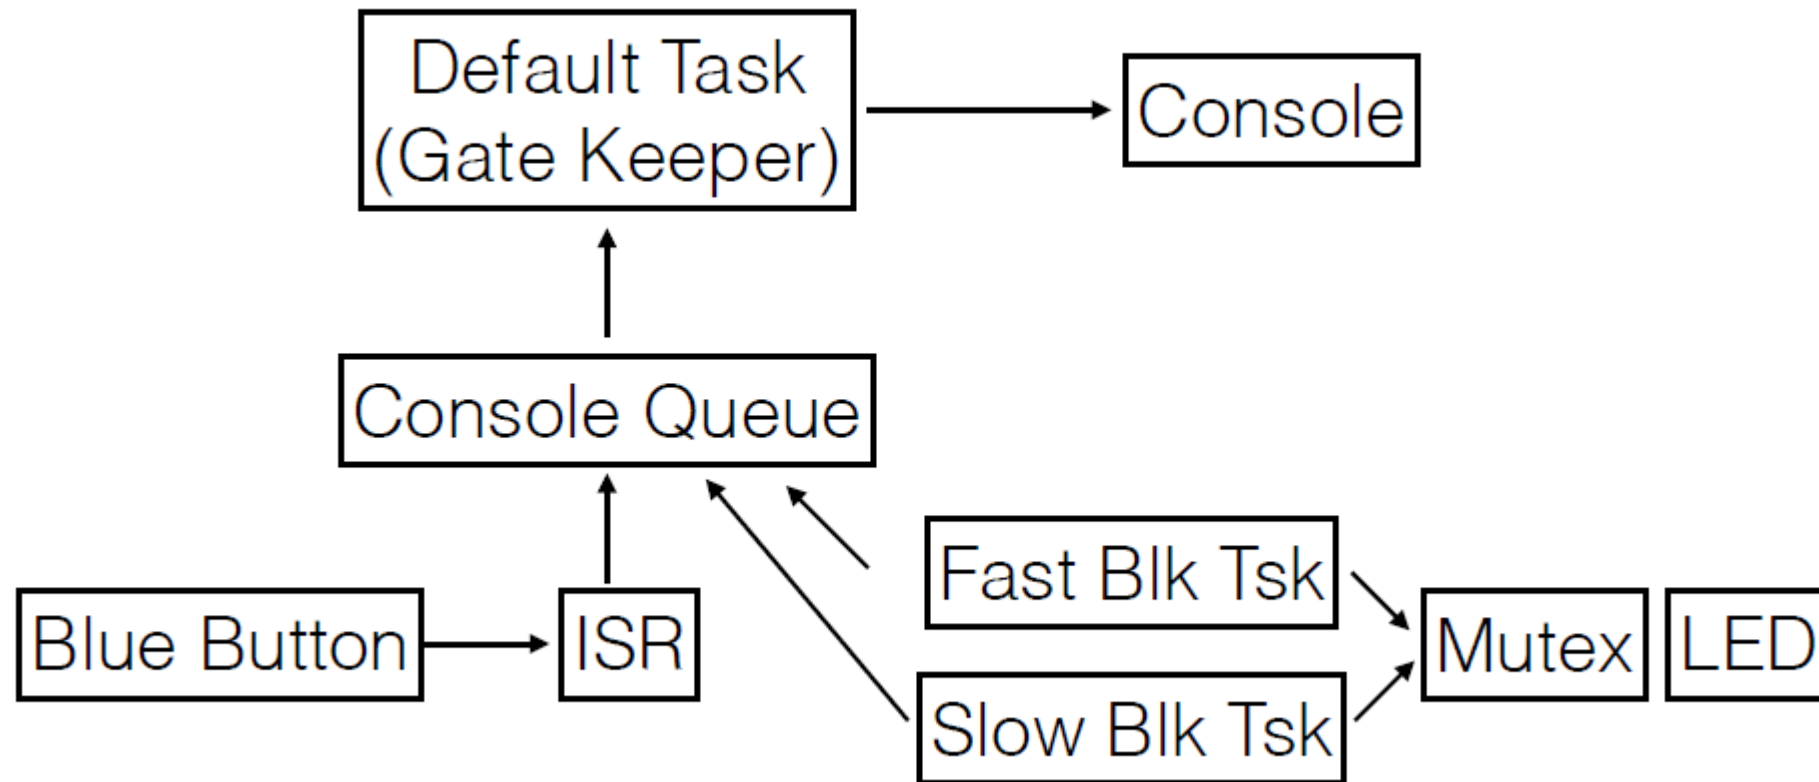 Default Task
(Gate Keeper)
Console
Console Queue
Fast Blk Tsk
Blue Button
ISR
Mutex
LED
Slow Blk Tsk